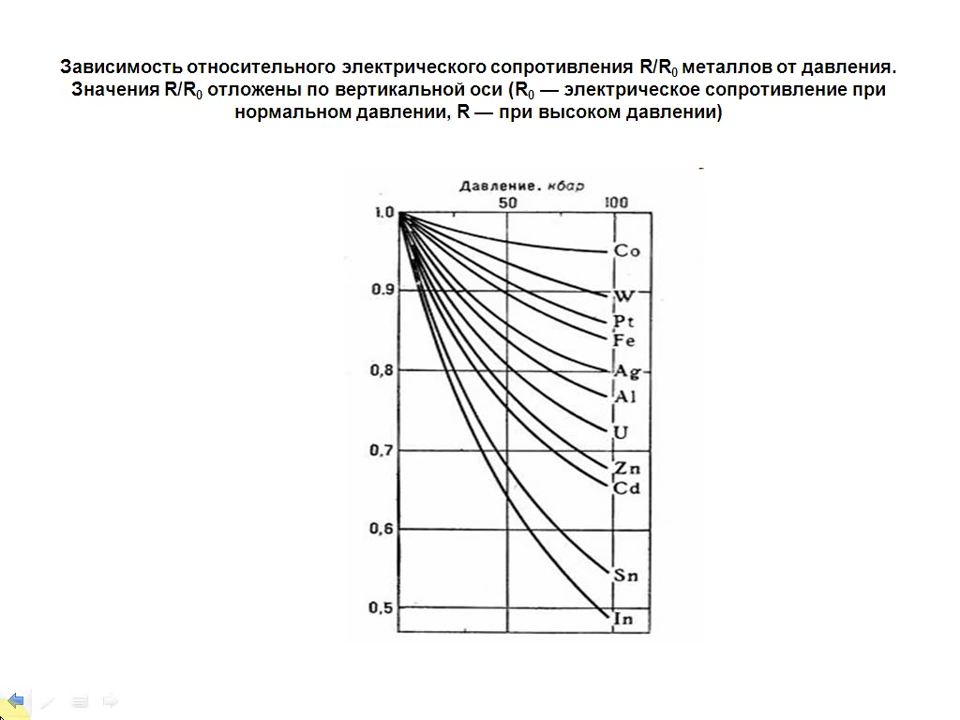 Зависимость относительного электрического сопротивления R/R₀ металлов от давления.
Значения R/R₀ отложены по вертикальной оси (R₀ — электрическое сопротивление при
нормальном давлении, R — при высоком давлении)
Давление. кбар
50 100
1.0
Co
0.9
W
Pt
Fe
0,8
Ag
Al
U
0,7
Zn
Cd
0,6
Sn
0,5
In